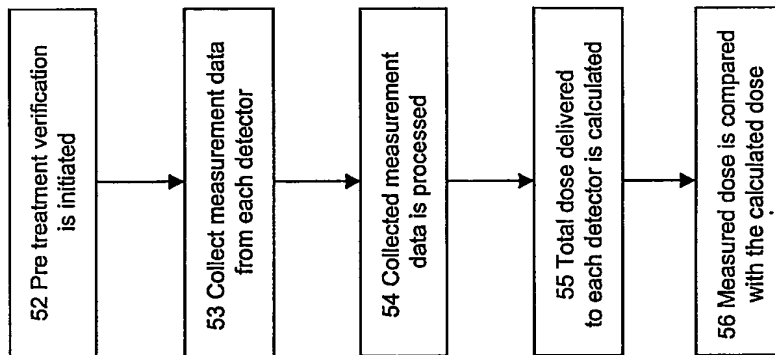 52 Pre treatment verification
is initiated
53 Collect measurement data
from each detector
54 Collected measurement
data is processed
55 Total dose delivered
to each detector is calculated
56 Measured dose is compared
with the calculated dose